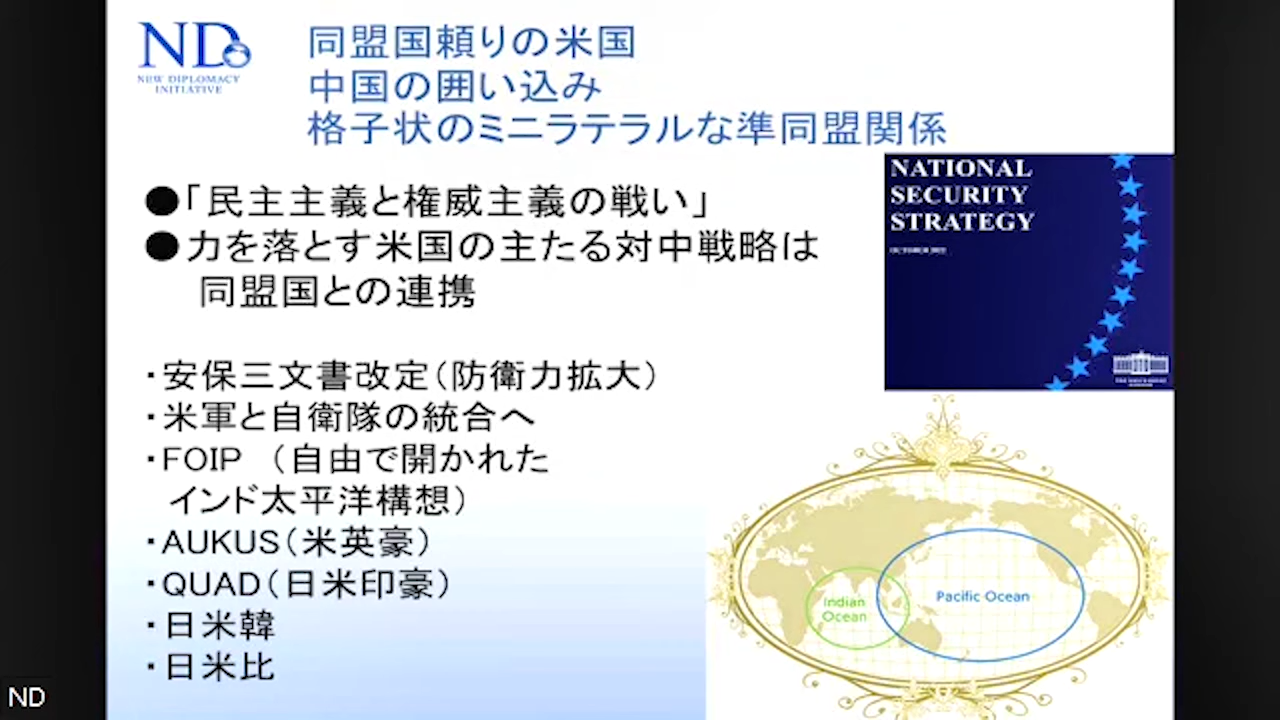 ND
NEW DIPLOMACY
INITIATIVE
同盟国頼りの米国
中国の囲い込み
格子状のミニラテラルな準同盟関係
●「民主主義と権威主義の戦い」
●力を落とす米国の主たる対中戦略は
同盟国との連携
・安保三文書改定(防衛力拡大)
・米軍と自衛隊の統合へ
・FOIP (自由で開かれた
インド太平洋構想)
・AUKUS(米英豪)
・QUAD(日米印豪)
・日米韓
・日米比
NATIONAL
SECURITY
STRATEGY
OCTOBER 2022
Indian
Ocean
Pacific Ocean
ND